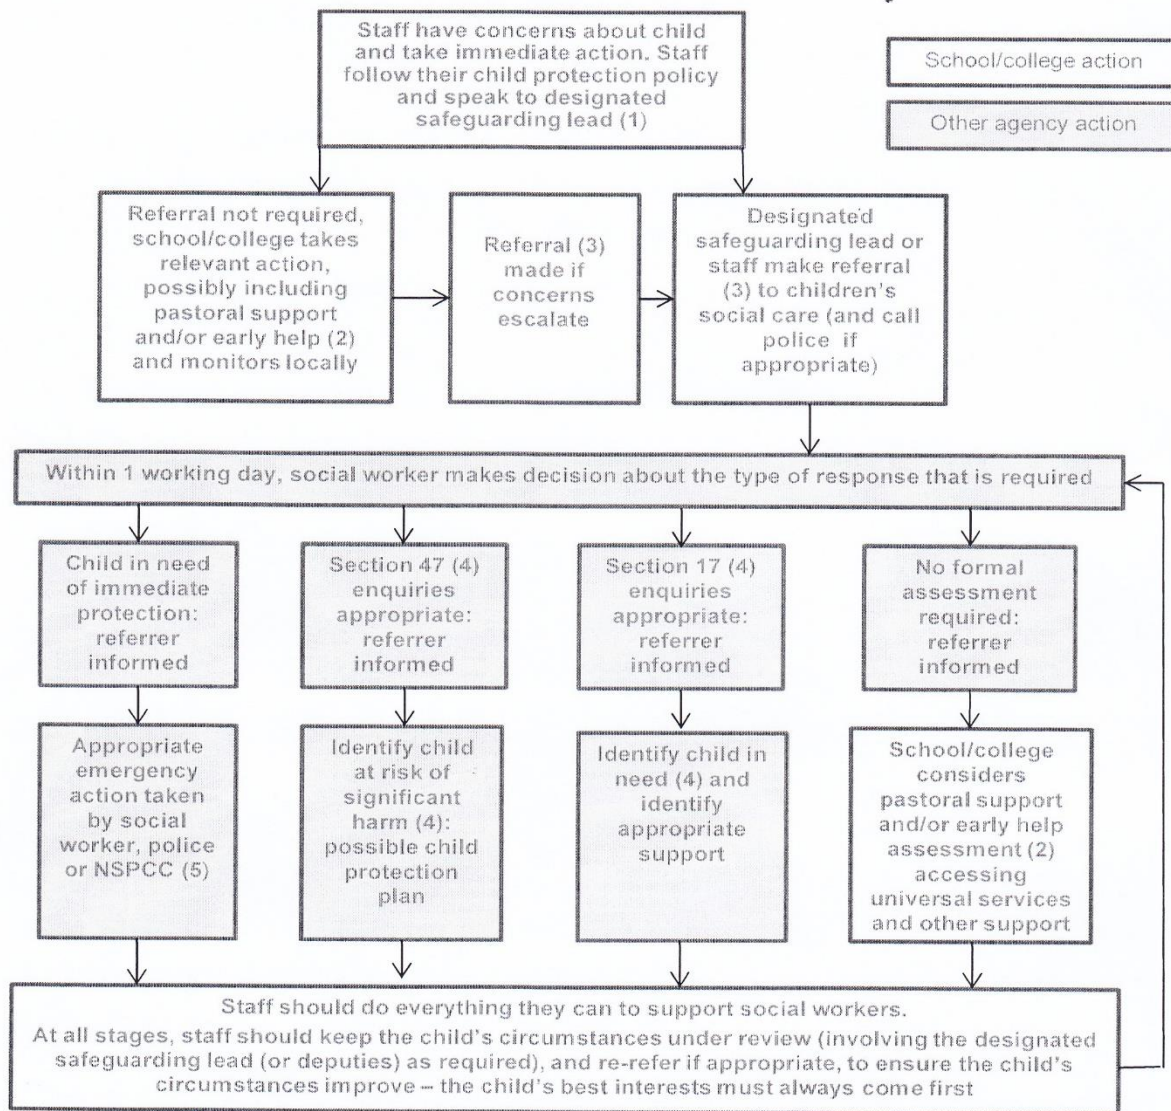 Staff have concerns about child
and take immediate action. Staff
follow their child protection policy
and speak to designated
safeguarding lead (1)
School/college action
Other agency action
Referral not required,
school/college takes
relevant action,
possibly including
pastoral support
and/or early help (2)
and monitors locally
Referral (3)
made if
concerns
escalate
Designated
safeguarding lead or
staff make referral
(3) to children's
social care (and call
police if
appropriate)
Within 1 working day, social worker makes decision about the type of response that is required
Child in need
of immediate
protection:
referrer
informed
Section 47 (4)
enquiries
appropriate:
referrer
informed
Section 17 (4)
enquiries
appropriate:
referrer
informed
No formal
assessment
required:
referrer
informed
Appropriate
emergency
action taken
by social
worker, police
or NSPCC (5)
Identify child
at risk of
significant
harm (4):
possible child
protection
plan
Identify child in
need (4) and
identify
appropriate
support
School/college
considers
pastoral support
and/or early help
assessment (2)
accessing
universal services
and other support
Staff should do everything they can to support social workers.
At all stages, staff should keep the child's circumstances under review (involving the designated
safeguarding lead (or deputies) as required), and re-refer if appropriate, to ensure the child's
circumstances improve – the child's best interests must always come first